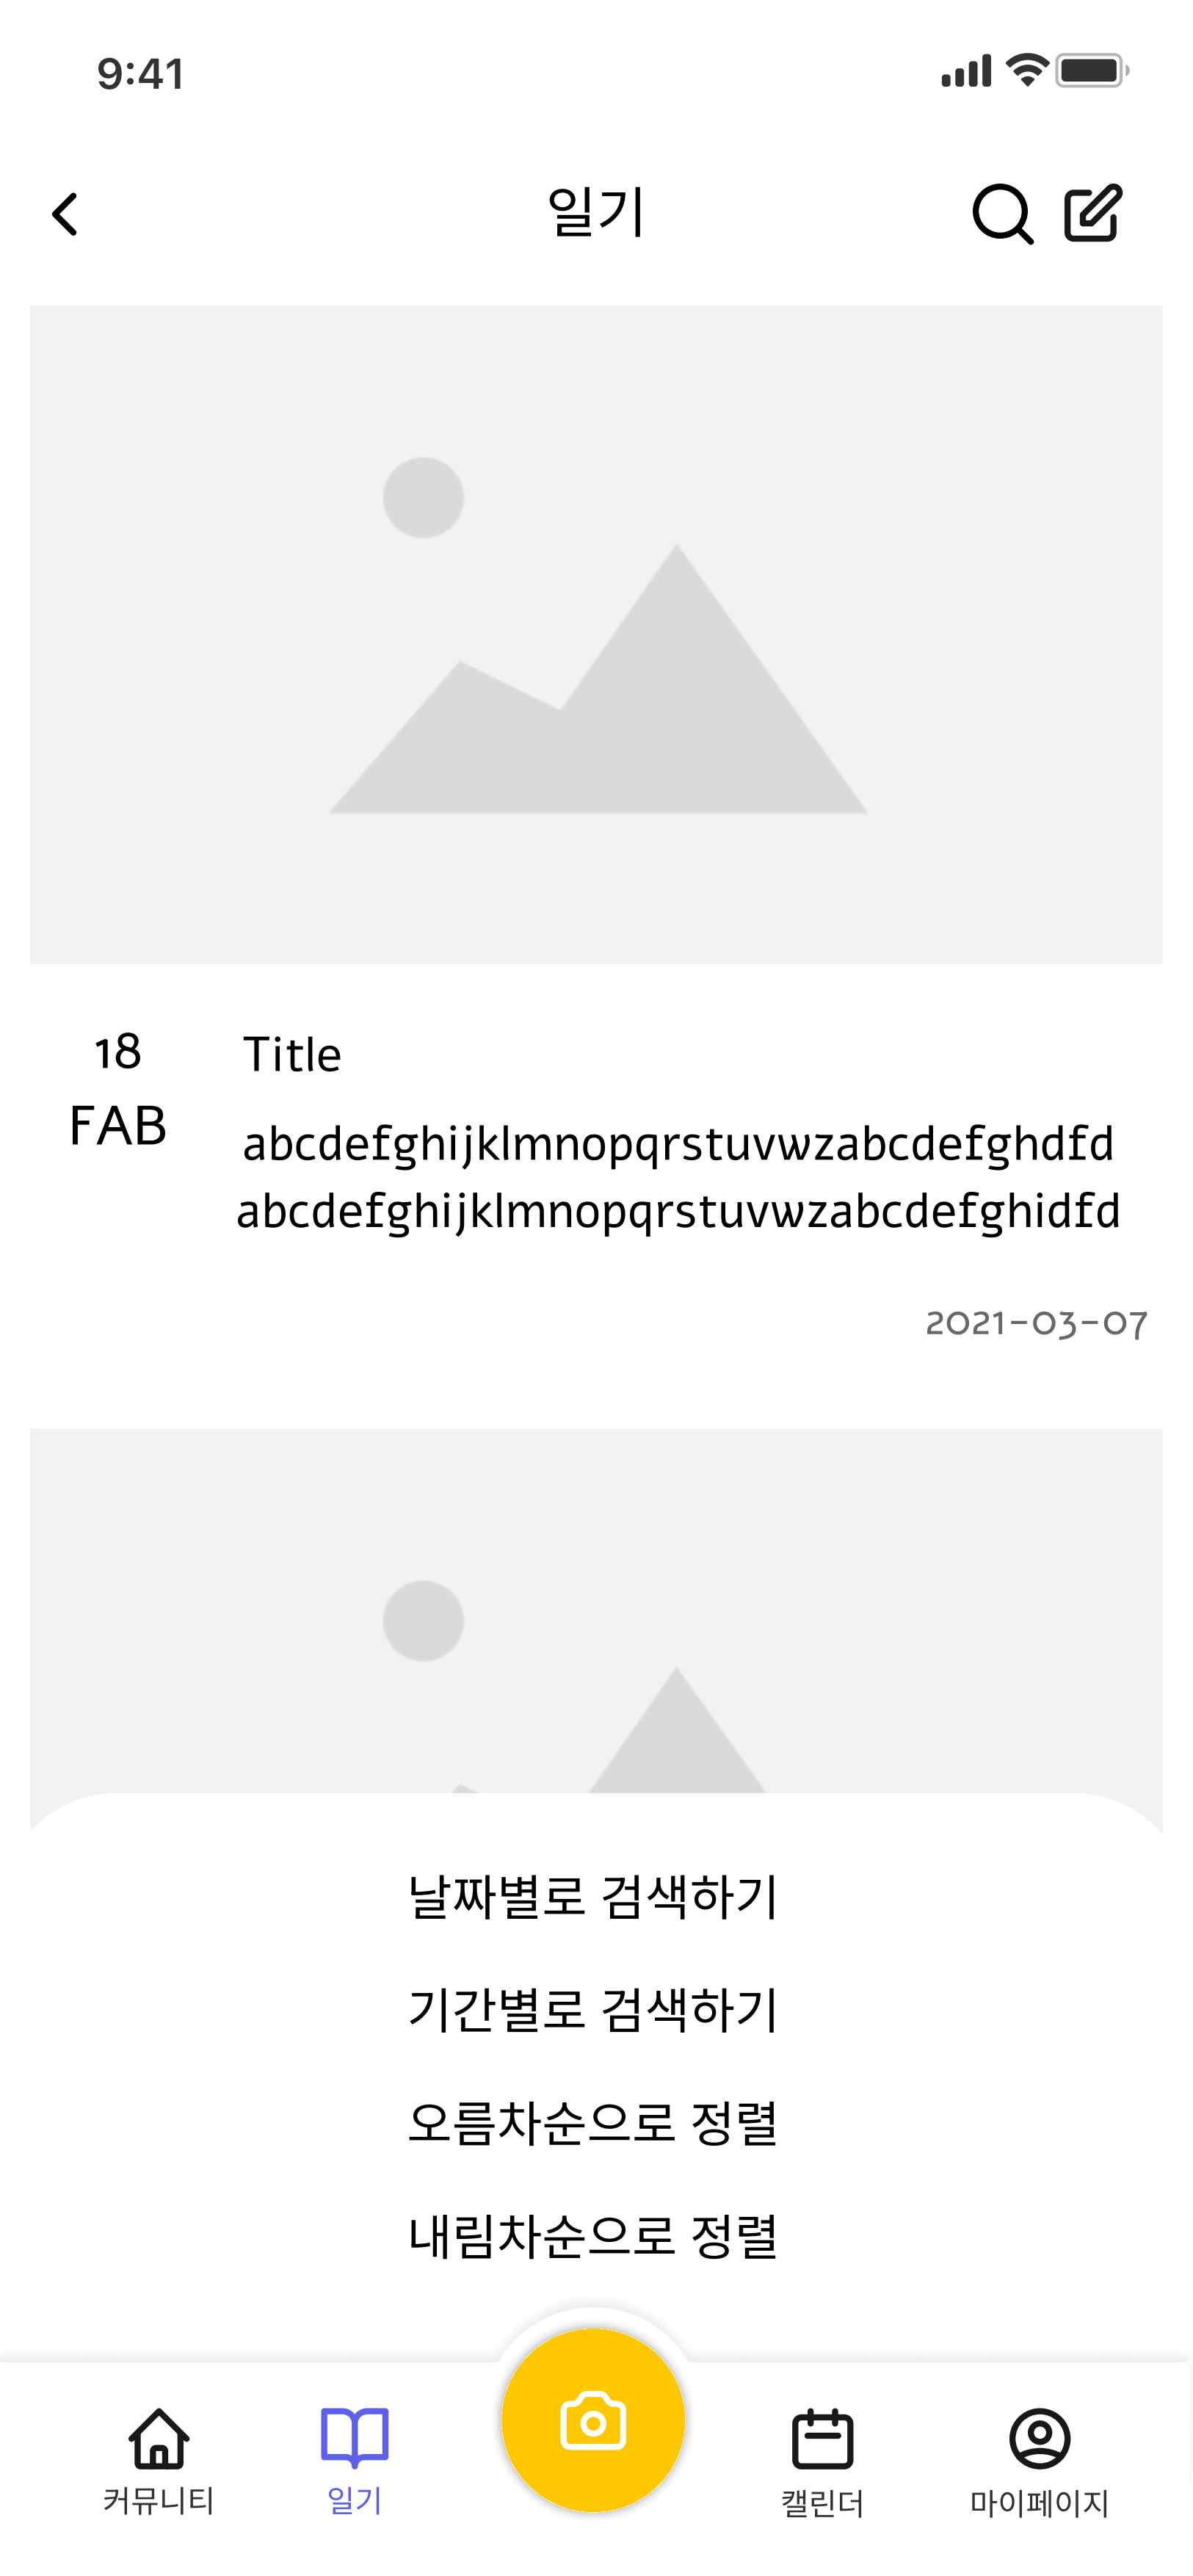 9:41
일기
18
FAB
Title
abcdefghijklmnopqrstuvwzabcdefghdfd
abcdefghijklmnopqrstuvwzabcdefghidfd
2021-03-07
날짜별로 검색하기
기간별로 검색하기
오름차순으로 정렬
내림차순으로 정렬
커뮤니티
일기
캘린더
마이페이지